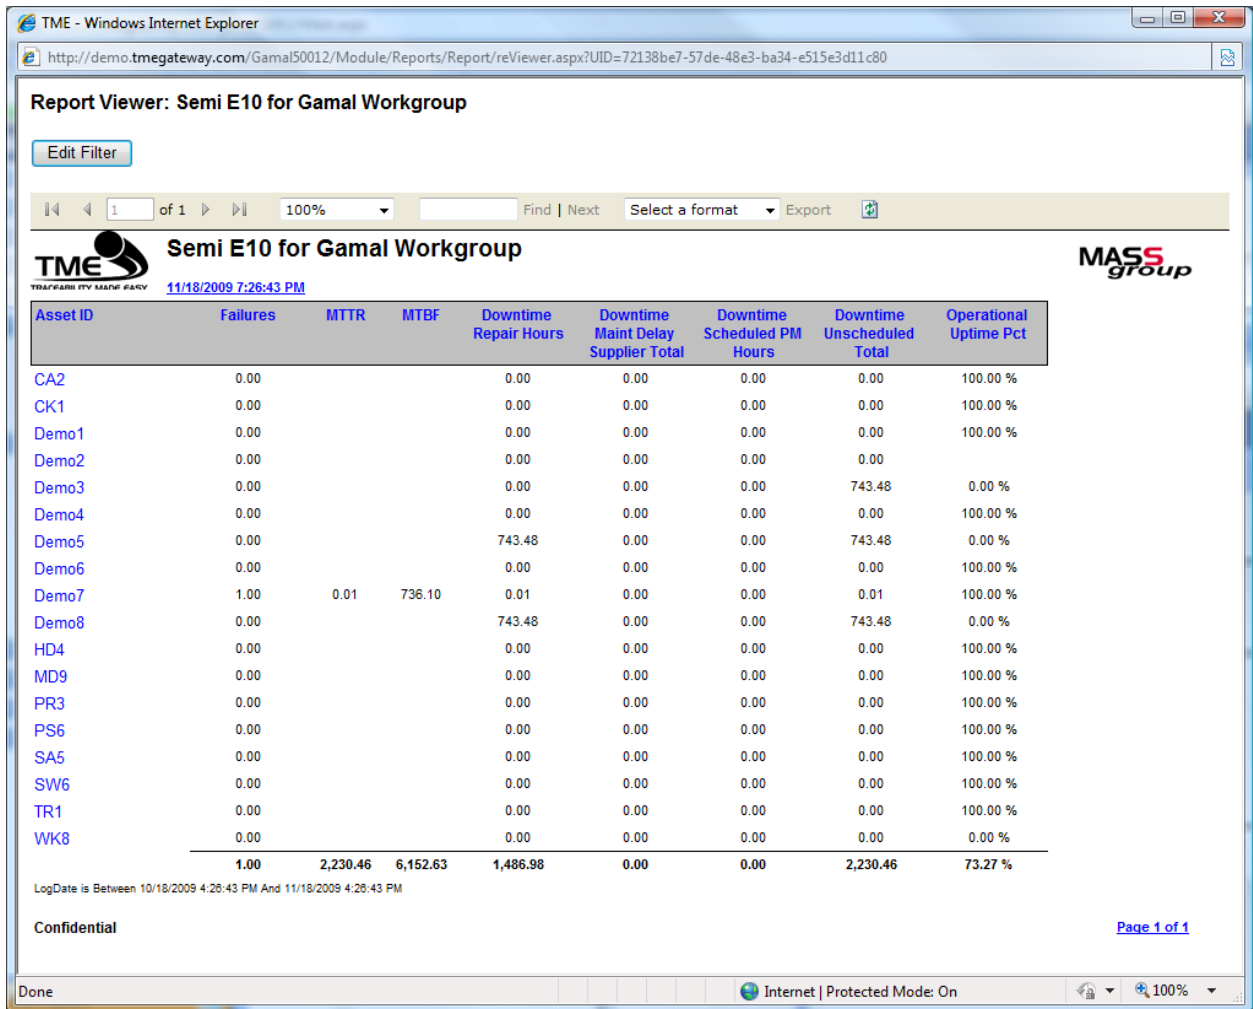 TME - Windows Internet Explorer
http://demo.tmegateway.com/Gamal50012/Module/Reports/Report/reViewer.aspx?UID=72138be7-57de-48e3-ba34-e515e3d11c80
Report Viewer: Semi E10 for Gamal Workgroup
Edit Filter
1 of 1 100% Find | Next Select a format Export
TME
TRACEABILITY MADE EASY
Semi E10 for Gamal Workgroup
11/18/2009 7:26:43 PM
MASS group
Asset ID Failures MTTR MTBF Downtime Repair Hours Downtime Maint Delay Supplier Total Downtime Scheduled PM Hours Downtime Unscheduled Total Operational Uptime Pct
CA2 0.00 0.00 0.00 0.00 0.00 100.00 %
CK1 0.00 0.00 0.00 0.00 0.00 100.00 %
Demo1 0.00 0.00 0.00 0.00 0.00 100.00 %
Demo2 0.00 0.00 0.00 0.00 0.00
Demo3 0.00 0.00 0.00 0.00 743.48 0.00 %
Demo4 0.00 0.00 0.00 0.00 0.00 100.00 %
Demo5 0.00 743.48 0.00 0.00 743.48 0.00 %
Demo6 0.00 0.00 0.00 0.00 0.00 100.00 %
Demo7 1.00 0.01 736.10 0.01 0.00 0.00 0.01 100.00 %
Demo8 0.00 743.48 0.00 0.00 743.48 0.00 %
HD4 0.00 0.00 0.00 0.00 0.00 100.00 %
MD9 0.00 0.00 0.00 0.00 0.00 100.00 %
PR3 0.00 0.00 0.00 0.00 0.00 100.00 %
PS6 0.00 0.00 0.00 0.00 0.00 100.00 %
SA5 0.00 0.00 0.00 0.00 0.00 100.00 %
SW6 0.00 0.00 0.00 0.00 0.00 100.00 %
TR1 0.00 0.00 0.00 0.00 0.00 100.00 %
WK8 0.00 0.00 0.00 0.00 0.00 0.00 %
1.00 2,230.46 6,152.63 1,486.98 0.00 0.00 2,230.46 73.27 %
LogDate is Between 10/18/2009 4:26:43 PM And 11/18/2009 4:26:43 PM
Confidential
Page 1 of 1
Done Internet | Protected Mode: On 100%